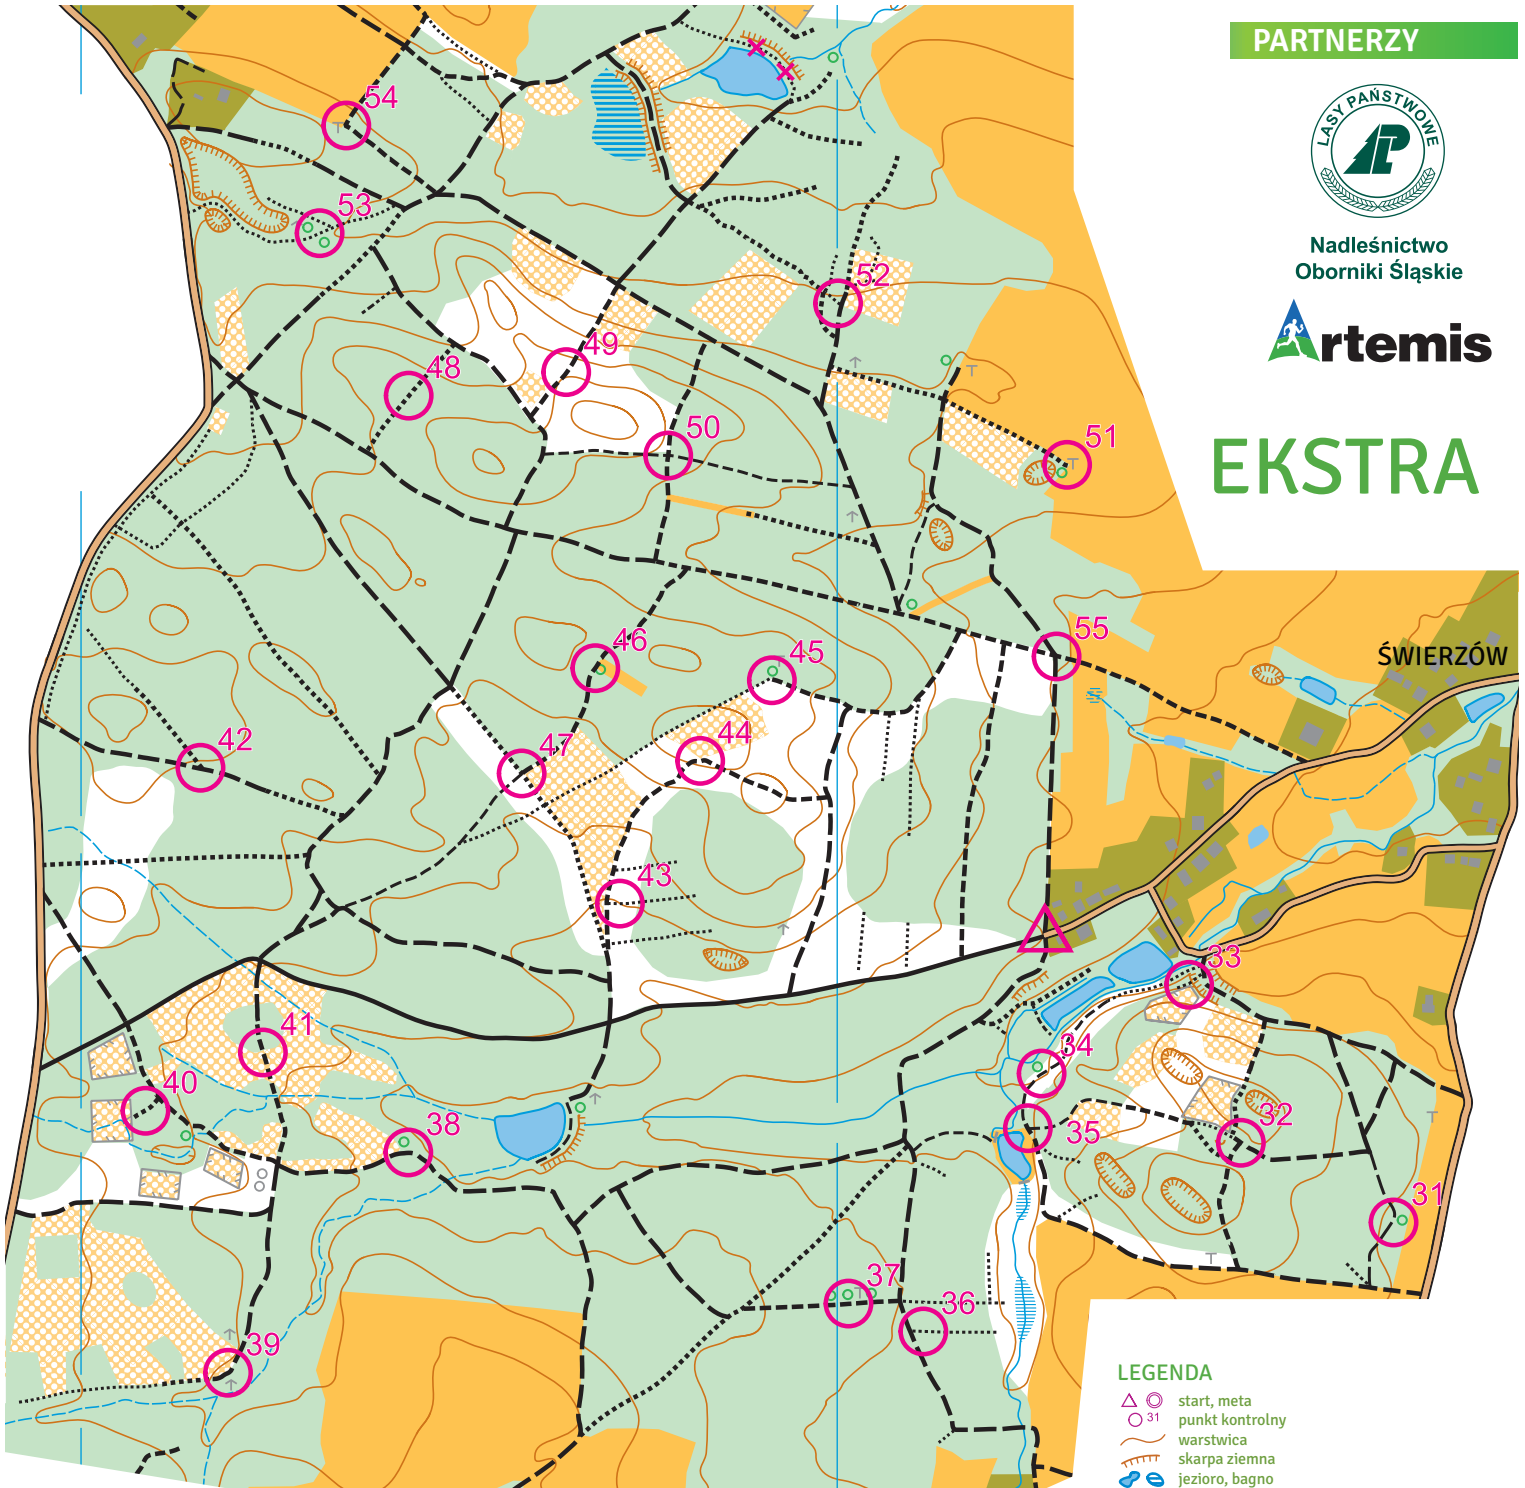 PARTNERZY
LASY PAŃSTWOWE
LP
Nadleśnictwo
Oborniki Śląskie
Artemis
EKSTRA
54
53
52
49
48
50
51
55
46
45
ŚWIERZÓW
42
47
44
43
33
41
34
40
38
35
32
31
37
36
39
LEGENDA
start, meta
31 punkt kontrolny
warstwica
skarpa ziemna
jezioro, bagno